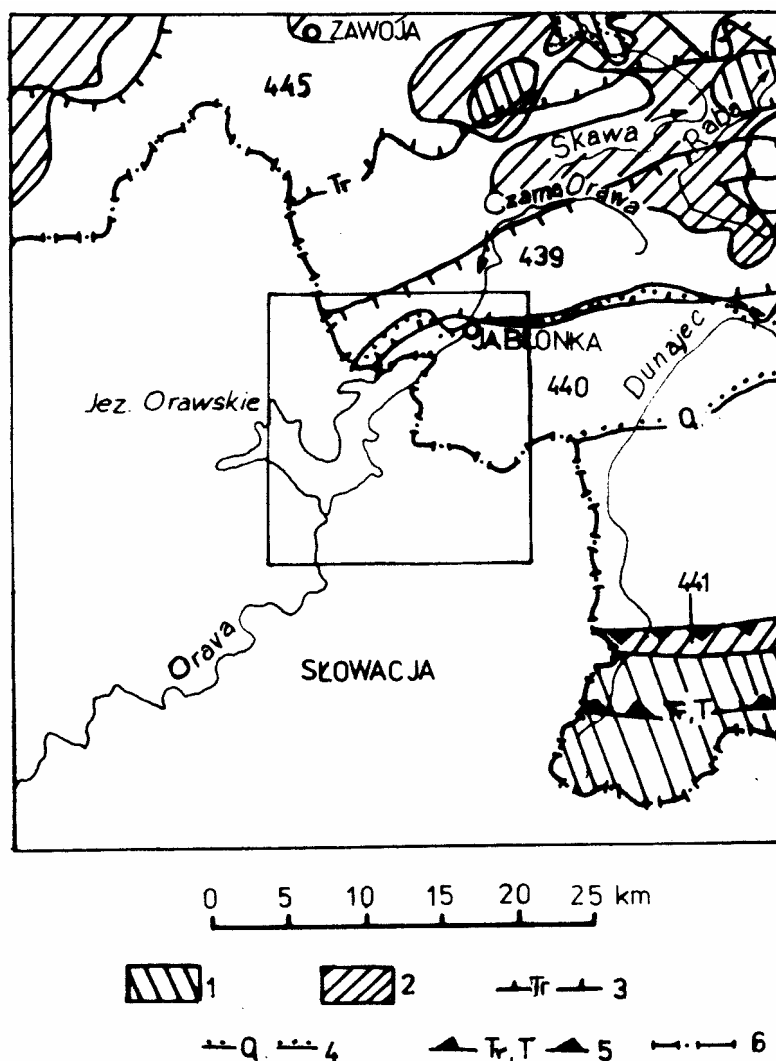 ZAWOJA
445
Skawa
Raba
Tr
Czarna Orawa
439
JABŁONKA
Dunajec
440
Jez. Orawskie
Q
441
Orava
SŁOWACJA
Tr, T
0 5 10 15 20 25 km
1 2 Tr 3
Q 4 Tr, T 5 6